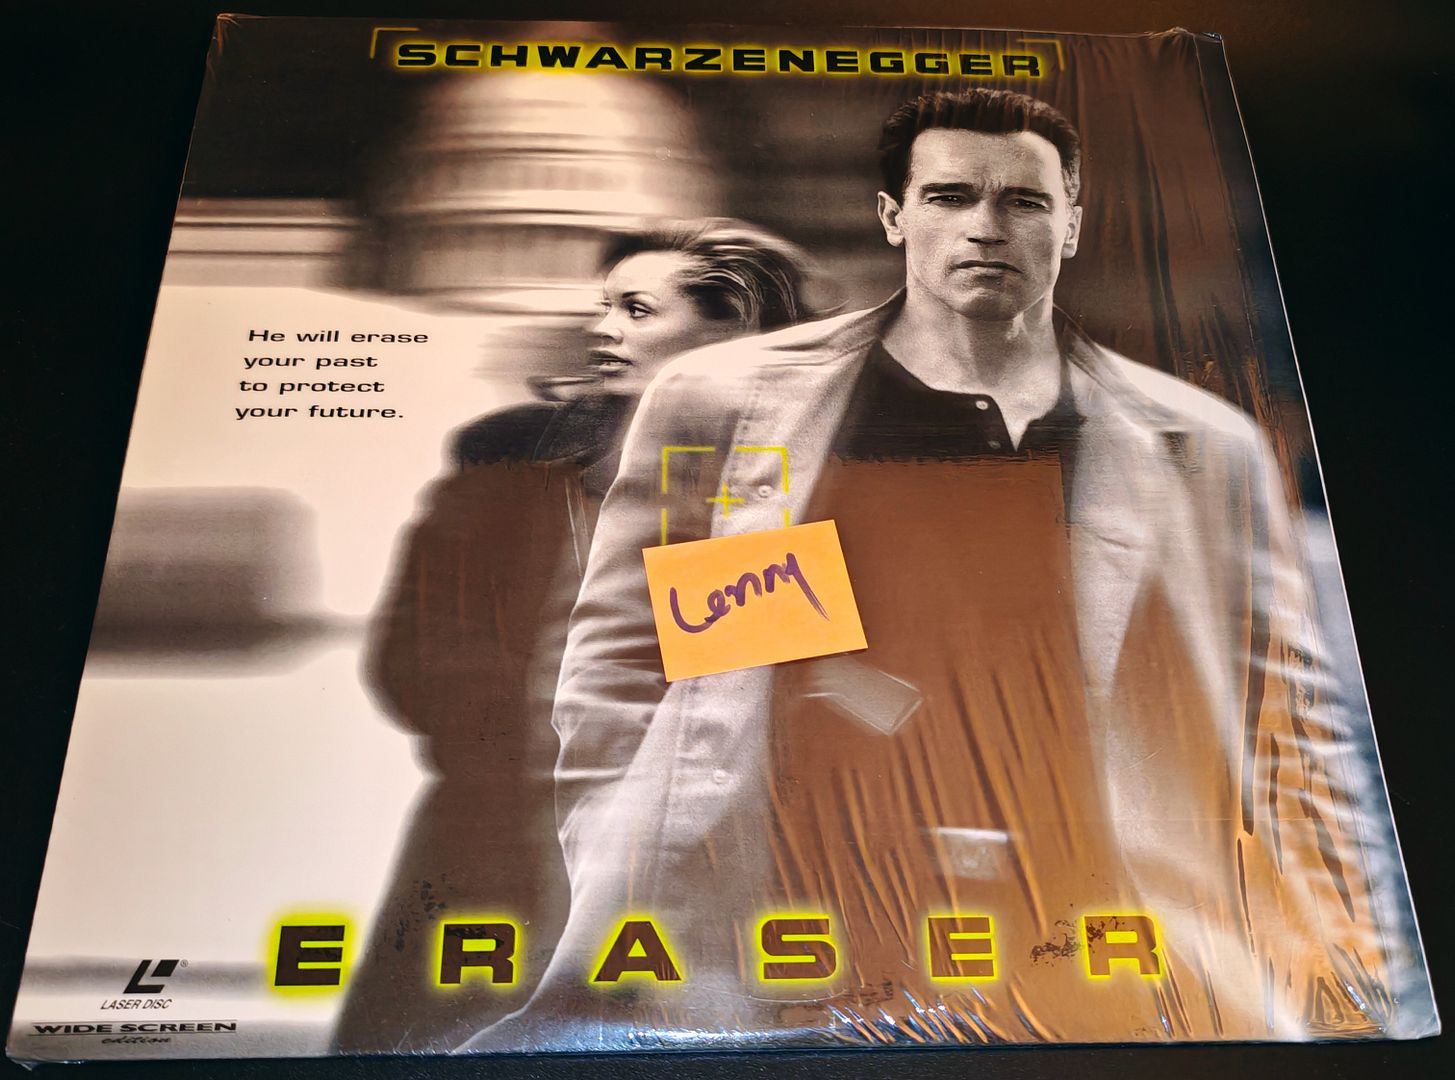 SCHWARZENEGGER
He will erase
your past
to protect
your future.
Lenny
ERASER
®
LASER DISC
WIDE SCREEN
edition